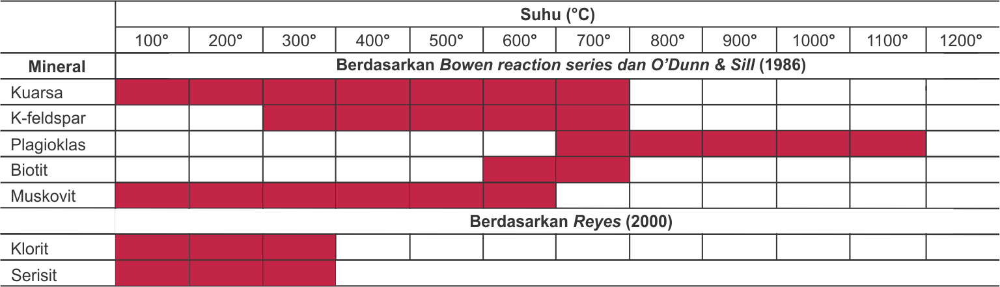 Suhu (°C)
100° 200° 300° 400° 500° 600° 700° 800° 900° 1000° 1100° 1200°
Mineral Berdasarkan Bowen reaction series dan O’Dunn & Sill (1986)
Kuarsa
K-feldspar
Plagioklas
Biotit
Muskovit
Berdasarkan Reyes (2000)
Klorit
Serisit